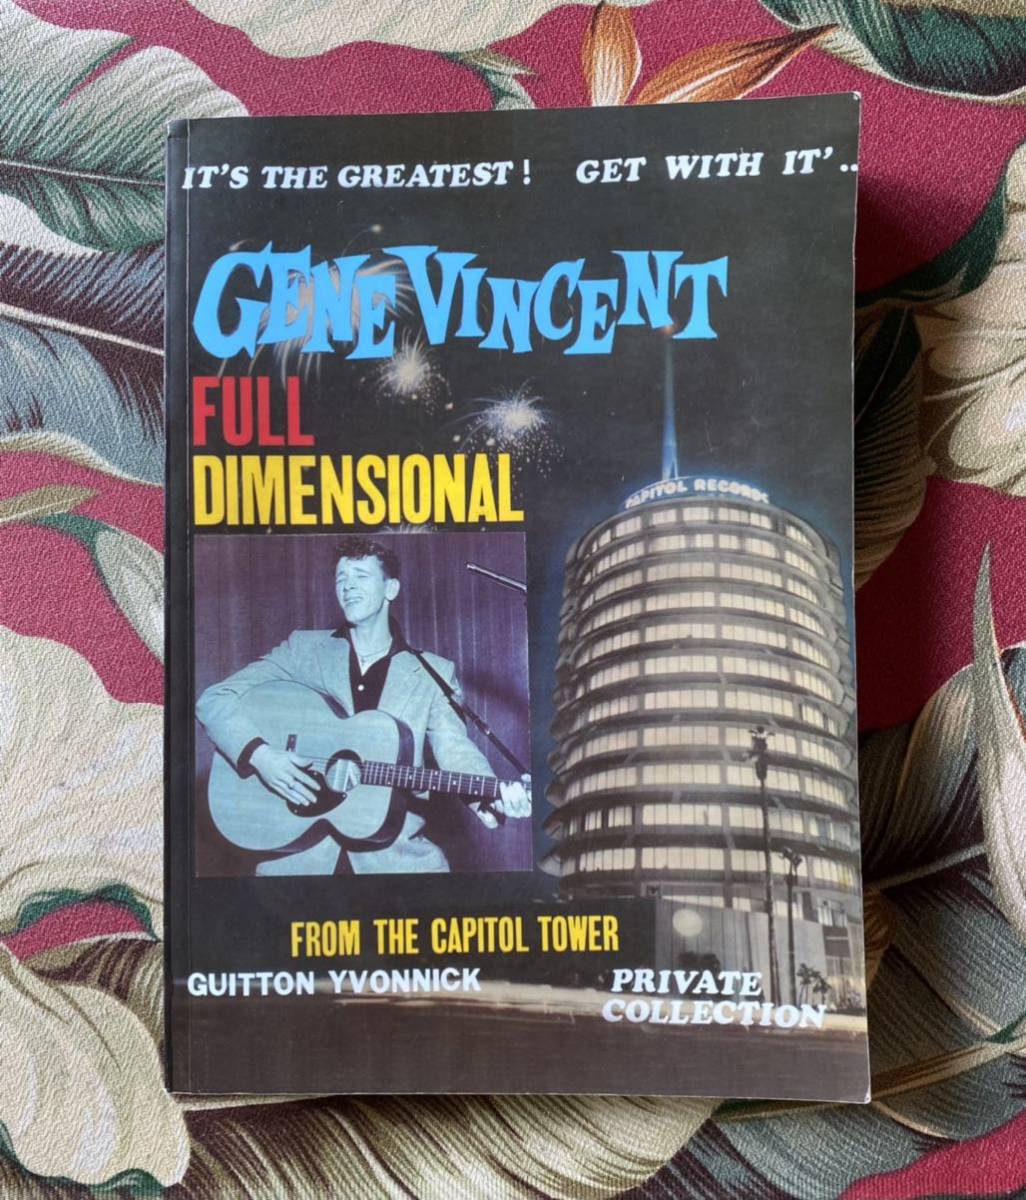 IT'S THE GREATEST! GET WITH IT'..
GENE VINCENT
FULL
DIMENSIONAL
CAPITOL RECORDS
FROM THE CAPITOL TOWER
GUITTON YVONNICK
PRIVATE
COLLECTION